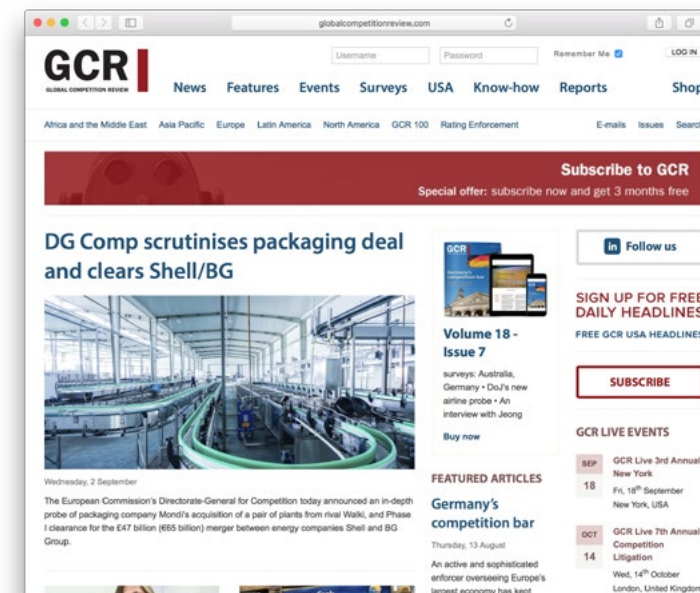 globalcompetitionreview.com
GCR
GLOBAL COMPETITION REVIEW
Username
Password
Remember Me
LOG IN
News
Features
Events
Surveys
USA
Know-how
Reports
Shop
Africa and the Middle East
Asia Pacific
Europe
Latin America
North America
GCR 100
Rating Enforcement
E-mails
Issues
Search
Subscribe to GCR
Special offer: subscribe now and get 3 months free
DG Comp scrutinises packaging deal
and clears Shell/BG
Wednesday, 2 September
The European Commission's Directorate-General for Competition today announced an in-depth
probe of packaging company Mondi's acquisition of a pair of plants from rival Walki, and Phase
I clearance for the £47 billion (€65 billion) merger between energy companies Shell and BG
Group.
GCR
Volume 18 -
Issue 7
surveys: Australia,
Germany • DoJ's new
airline probe • An
interview with Jeong
Buy now
FEATURED ARTICLES
Germany's
competition bar
Thursday, 13 August
An active and sophisticated
enforcer overseeing Europe's
largest economy has kept
in Follow us
SIGN UP FOR FREE
DAILY HEADLINES
FREE GCR USA HEADLINES
SUBSCRIBE
GCR LIVE EVENTS
SEP
18
GCR Live 3rd Annual
New York
Fri, 18th September
New York, USA
OCT
14
GCR Live 7th Annual
Competition
Litigation
Wed, 14th October
London, United Kingdom